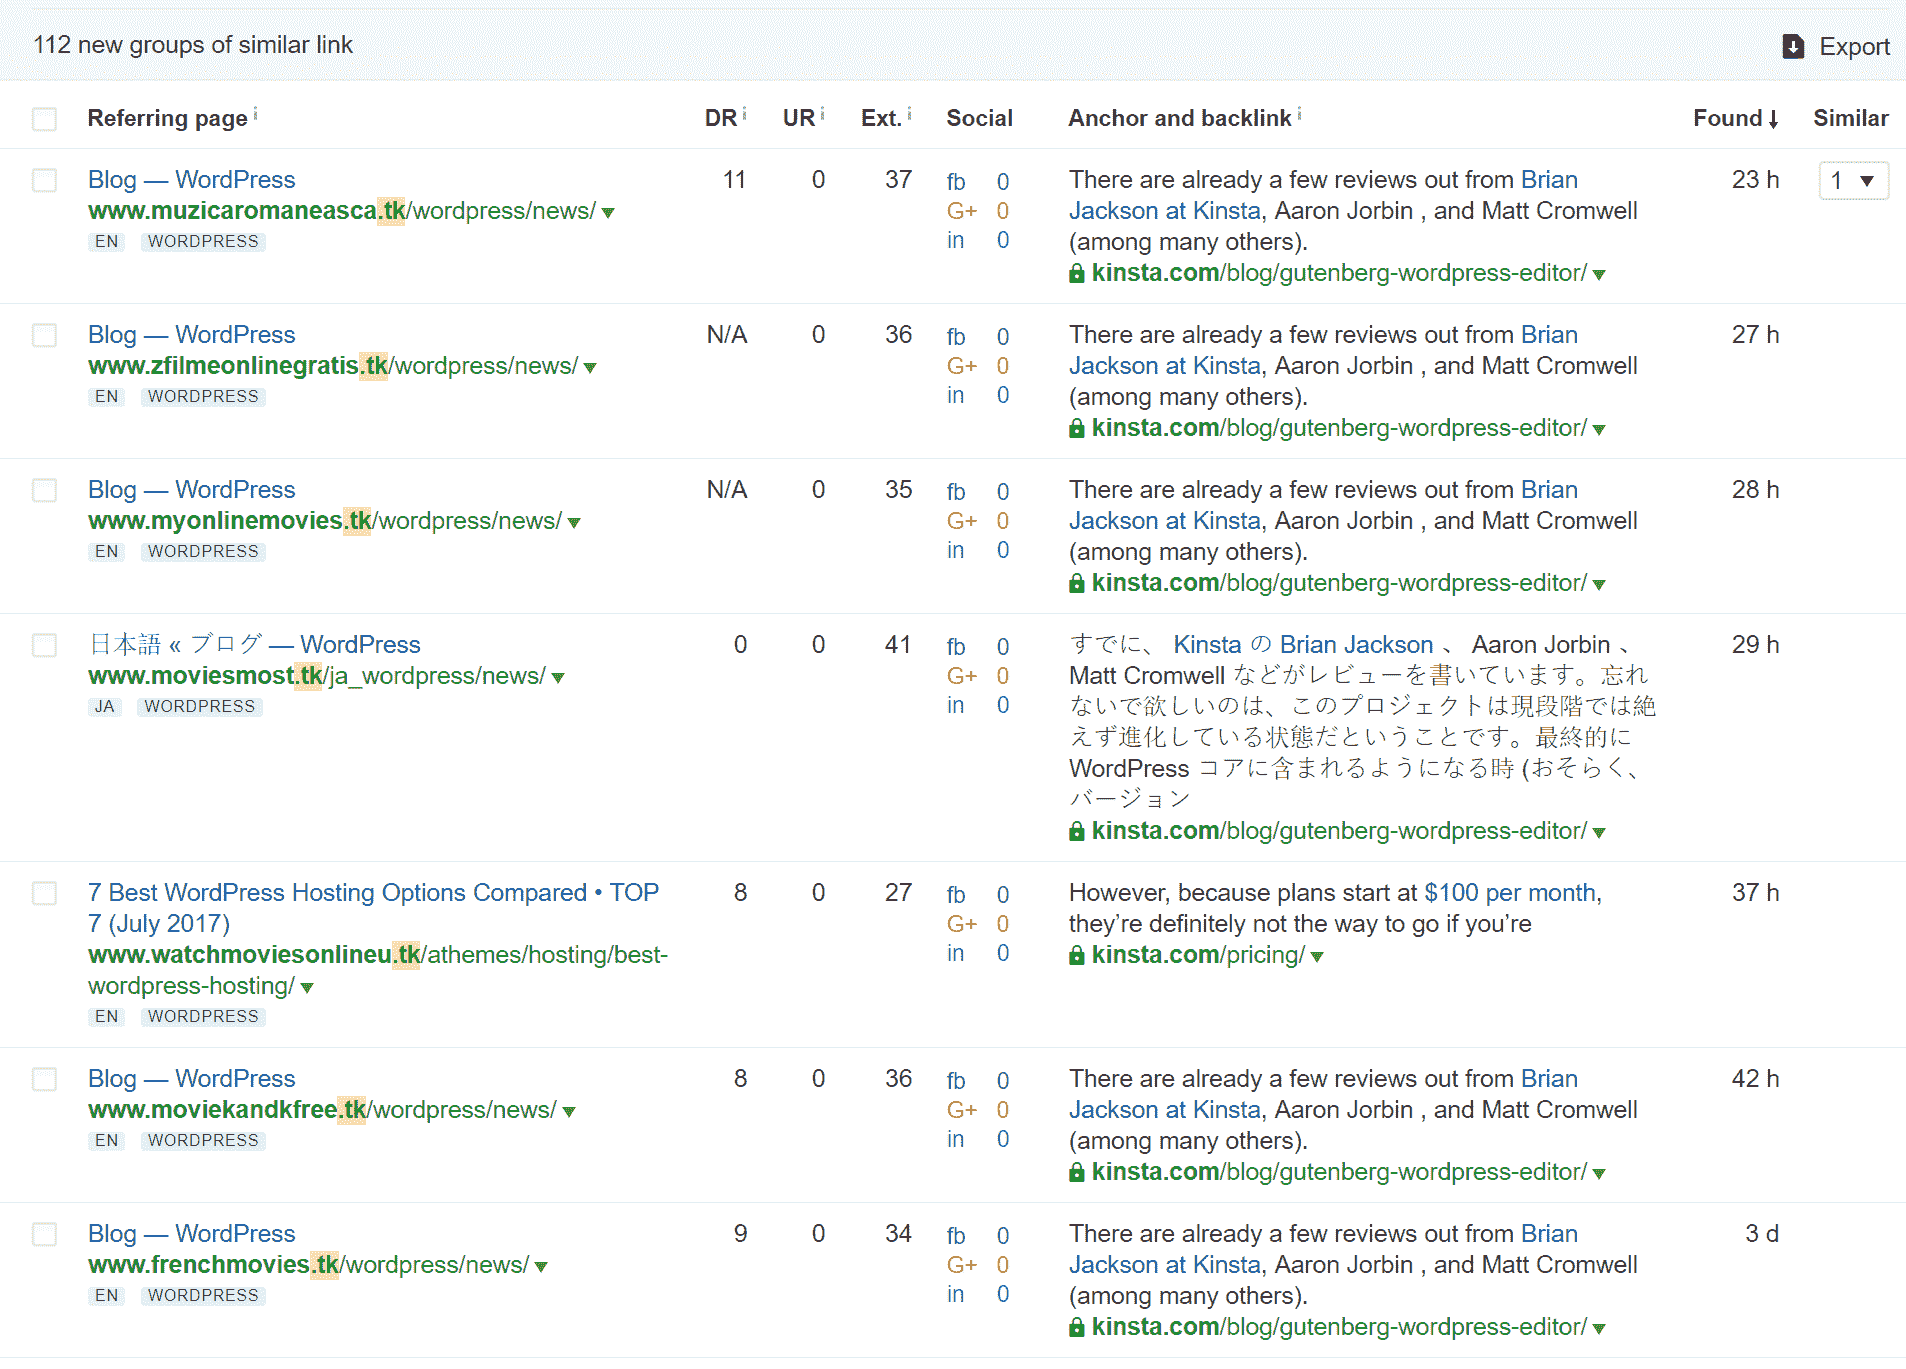 112 new groups of similar link
Export
Referring page i DR i UR i Ext. i Social Anchor and backlink i Found ↓ Similar
Blog — WordPress
www.muzicaromaneasca.tk/wordpress/news/ ▼
EN WORDPRESS
11 0 37
fb 0
G+ 0
in 0
There are already a few reviews out from Brian
Jackson at Kinsta, Aaron Jorbin , and Matt Cromwell
(among many others).
kinsta.com/blog/gutenberg-wordpress-editor/ ▼
23 h
1 ▼
Blog — WordPress
www.zfilmeonlinegratis.tk/wordpress/news/ ▼
EN WORDPRESS
N/A 0 36
fb 0
G+ 0
in 0
There are already a few reviews out from Brian
Jackson at Kinsta, Aaron Jorbin , and Matt Cromwell
(among many others).
kinsta.com/blog/gutenberg-wordpress-editor/ ▼
27 h
Blog — WordPress
www.myonlinemovies.tk/wordpress/news/ ▼
EN WORDPRESS
N/A 0 35
fb 0
G+ 0
in 0
There are already a few reviews out from Brian
Jackson at Kinsta, Aaron Jorbin , and Matt Cromwell
(among many others).
kinsta.com/blog/gutenberg-wordpress-editor/ ▼
28 h
日本語 « ブログ — WordPress
www.moviesmost.tk/ja_wordpress/news/ ▼
JA WORDPRESS
0 0 41
fb 0
G+ 0
in 0
すでに、 Kinsta の Brian Jackson 、 Aaron Jorbin 、
Matt Cromwell などがレビューを書いています。忘れ
ないで欲しいのは、このプロジェクトは現段階では絶
えず進化している状態だということです。最終的に
WordPress コアに含まれるようになる時 (おそらく、
バージョン
kinsta.com/blog/gutenberg-wordpress-editor/ ▼
29 h
7 Best WordPress Hosting Options Compared • TOP
7 (July 2017)
www.watchmoviesonlineu.tk/athemes/hosting/best-
wordpress-hosting/ ▼
EN WORDPRESS
8 0 27
fb 0
G+ 0
in 0
However, because plans start at $100 per month,
they’re definitely not the way to go if you’re
kinsta.com/pricing/ ▼
37 h
Blog — WordPress
www.moviekandkfree.tk/wordpress/news/ ▼
EN WORDPRESS
8 0 36
fb 0
G+ 0
in 0
There are already a few reviews out from Brian
Jackson at Kinsta, Aaron Jorbin , and Matt Cromwell
(among many others).
kinsta.com/blog/gutenberg-wordpress-editor/ ▼
42 h
Blog — WordPress
www.frenchmovies.tk/wordpress/news/ ▼
EN WORDPRESS
9 0 34
fb 0
G+ 0
in 0
There are already a few reviews out from Brian
Jackson at Kinsta, Aaron Jorbin , and Matt Cromwell
(among many others).
kinsta.com/blog/gutenberg-wordpress-editor/ ▼
3 d